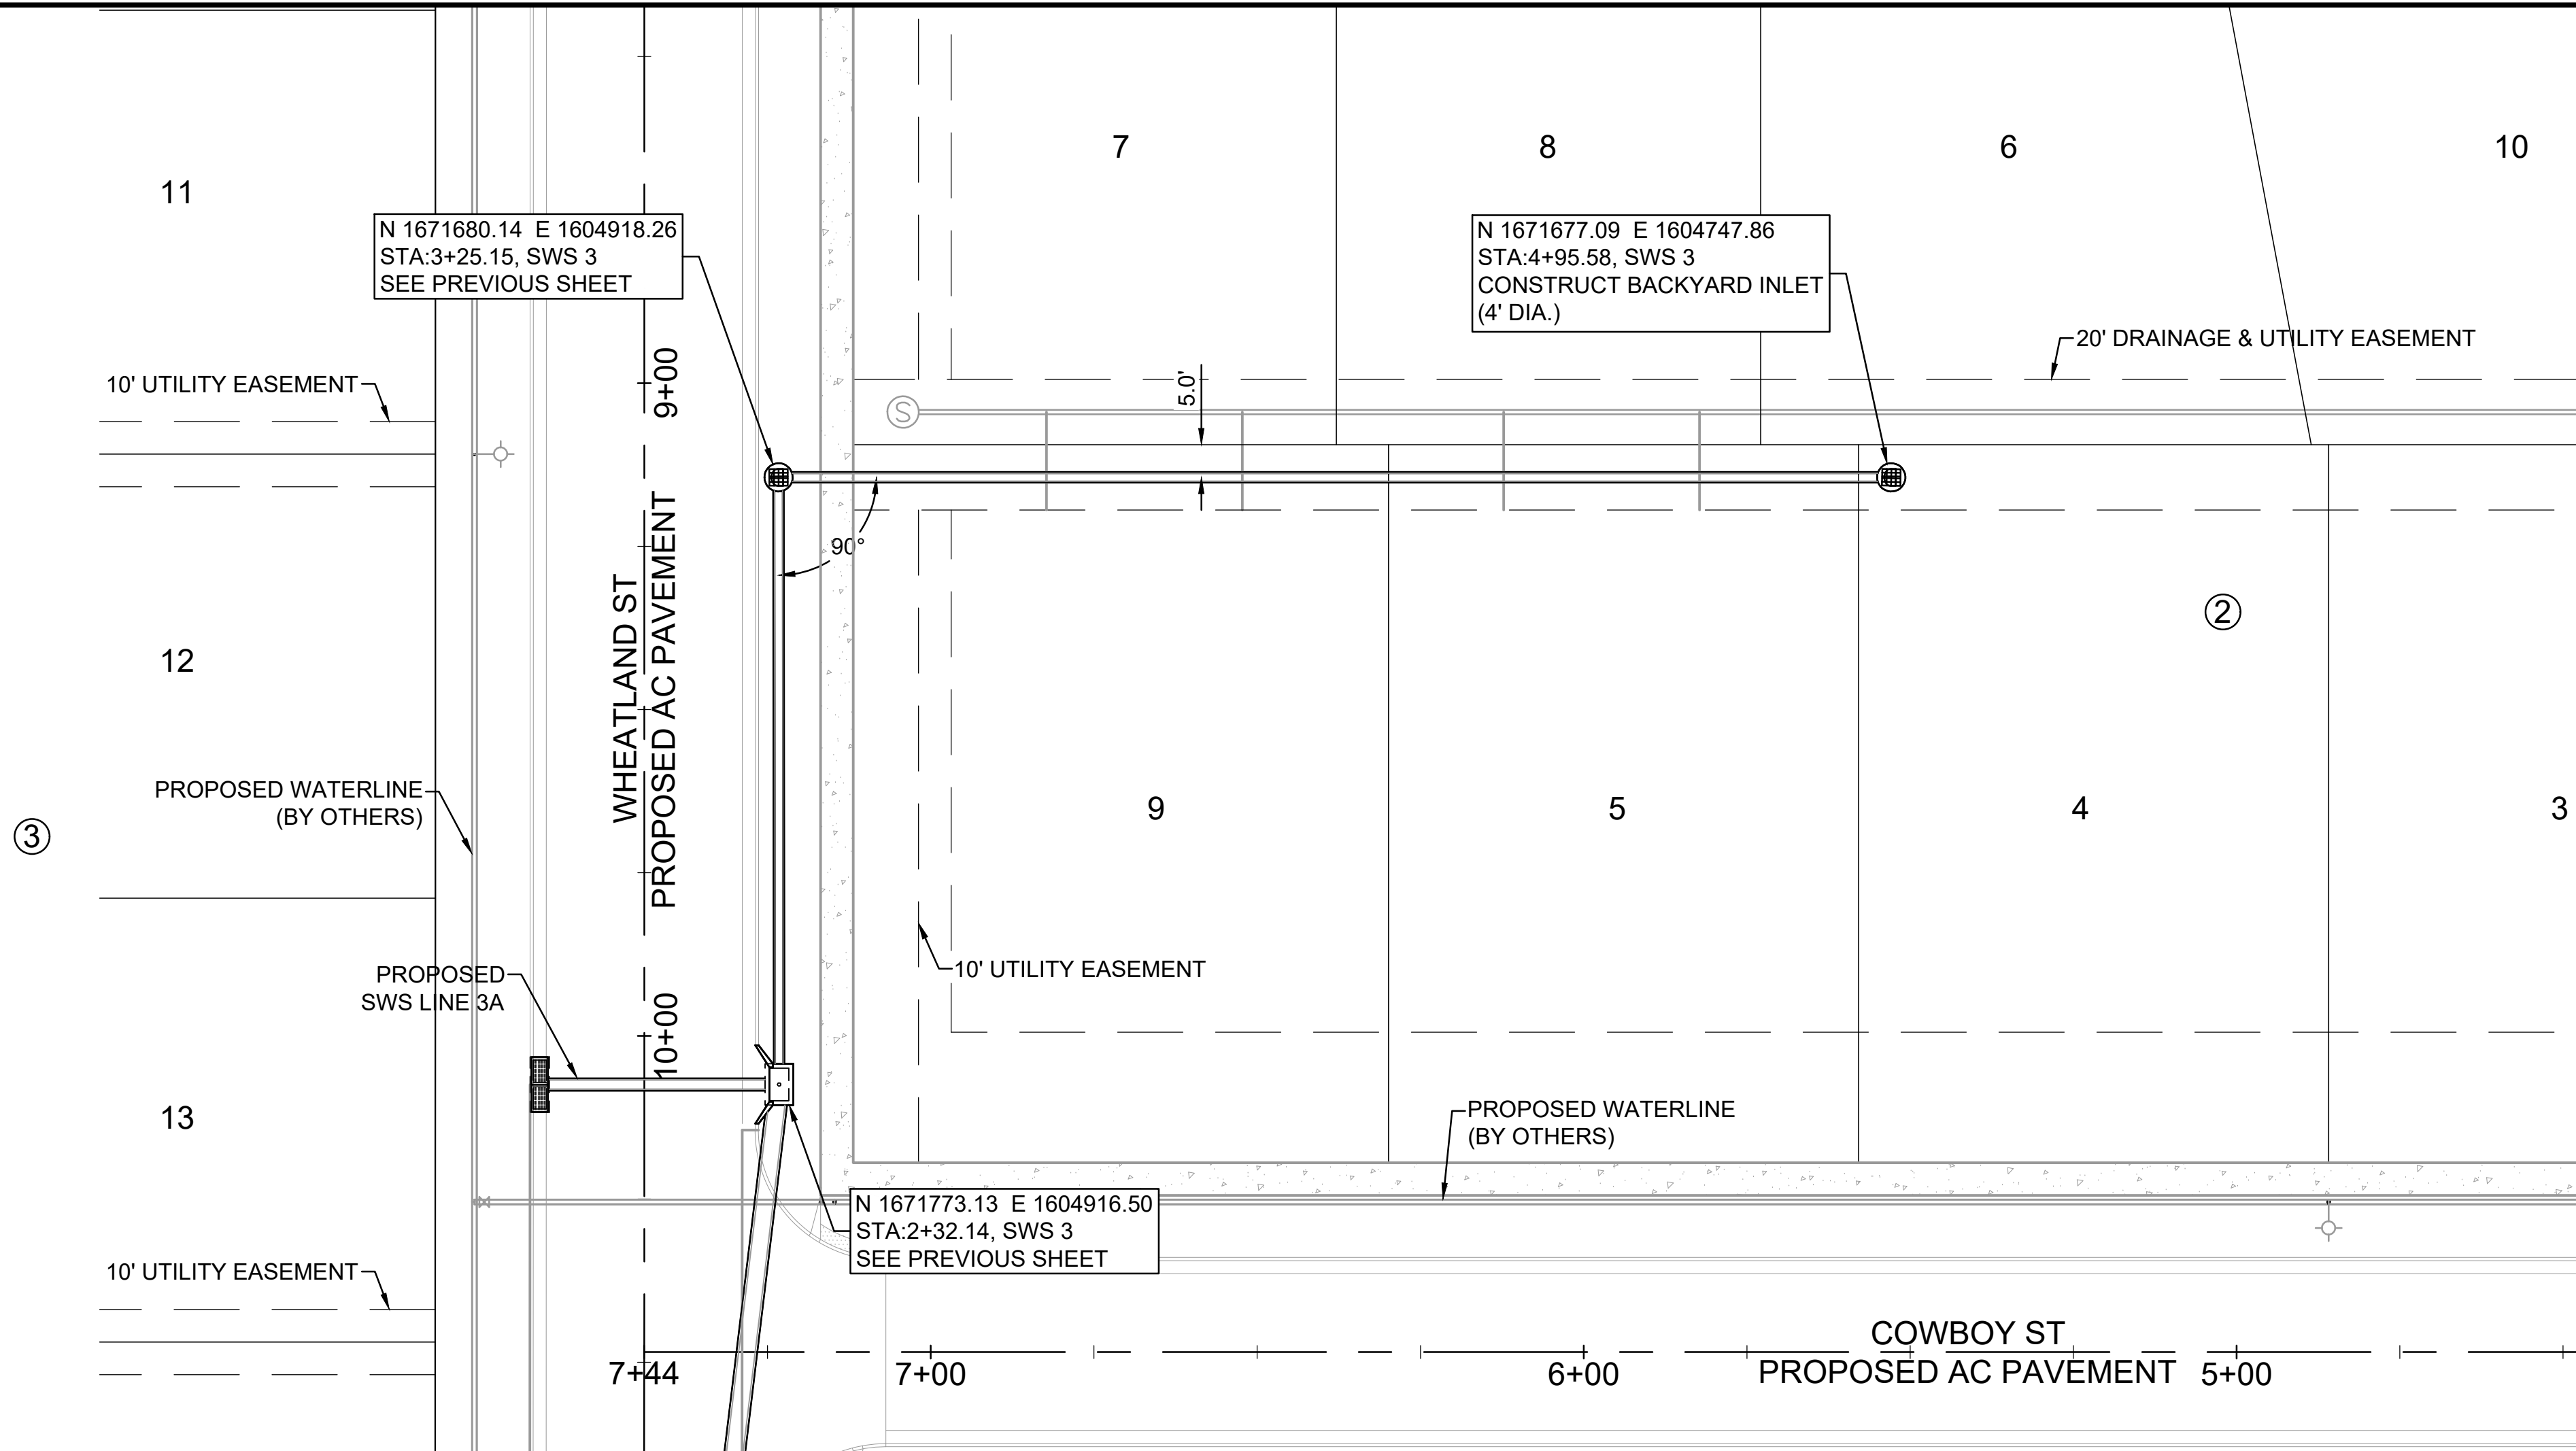 7
8
6
10
11
N 1671680.14 E 1604918.26
STA:3+25.15, SWS 3
SEE PREVIOUS SHEET
N 1671677.09 E 1604747.86
STA:4+95.58, SWS 3
CONSTRUCT BACKYARD INLET
(4' DIA.)
20' DRAINAGE & UTILITY EASEMENT
10' UTILITY EASEMENT
9+00
5.0'
S
90°
WHEATLAND ST
PROPOSED AC PAVEMENT
2
12
PROPOSED WATERLINE
(BY OTHERS)
3
9
5
4
3
10' UTILITY EASEMENT
PROPOSED
SWS LINE 3A
10+00
13
PROPOSED WATERLINE
(BY OTHERS)
N 1671773.13 E 1604916.50
STA:2+32.14, SWS 3
SEE PREVIOUS SHEET
10' UTILITY EASEMENT
COWBOY ST
PROPOSED AC PAVEMENT
7+44
7+00
6+00
5+00